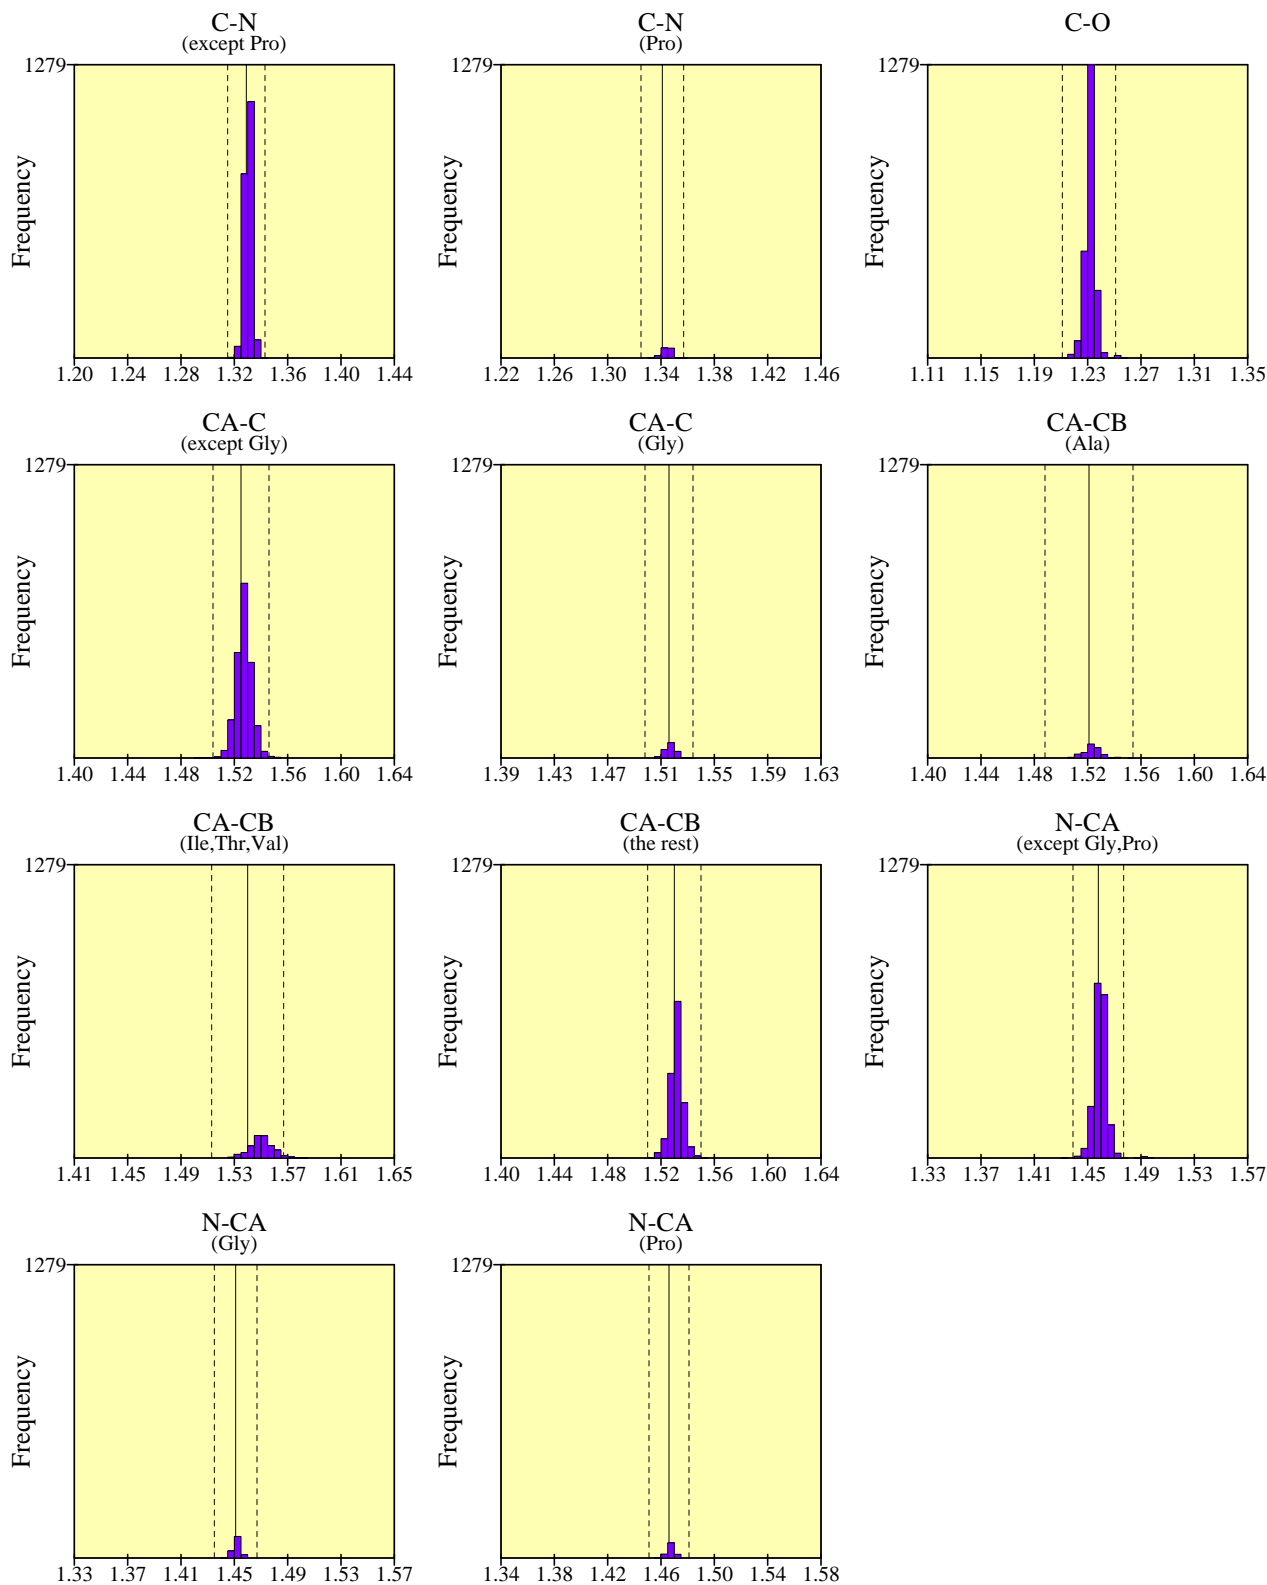 C-N
(except Pro)
1279
Frequency
1.20 1.24 1.28 1.32 1.36 1.40 1.44
C-N
(Pro)
1279
Frequency
1.22 1.26 1.30 1.34 1.38 1.42 1.46
C-O
1279
Frequency
1.11 1.15 1.19 1.23 1.27 1.31 1.35
CA-C
(except Gly)
1279
Frequency
1.40 1.44 1.48 1.52 1.56 1.60 1.64
CA-C
(Gly)
1279
Frequency
1.39 1.43 1.47 1.51 1.55 1.59 1.63
CA-CB
(Ala)
1279
Frequency
1.40 1.44 1.48 1.52 1.56 1.60 1.64
CA-CB
(Ile,Thr,Val)
1279
Frequency
1.41 1.45 1.49 1.53 1.57 1.61 1.65
CA-CB
(the rest)
1279
Frequency
1.40 1.44 1.48 1.52 1.56 1.60 1.64
N-CA
(except Gly,Pro)
1279
Frequency
1.33 1.37 1.41 1.45 1.49 1.53 1.57
N-CA
(Gly)
1279
Frequency
1.33 1.37 1.41 1.45 1.49 1.53 1.57
N-CA
(Pro)
1279
Frequency
1.34 1.38 1.42 1.46 1.50 1.54 1.58